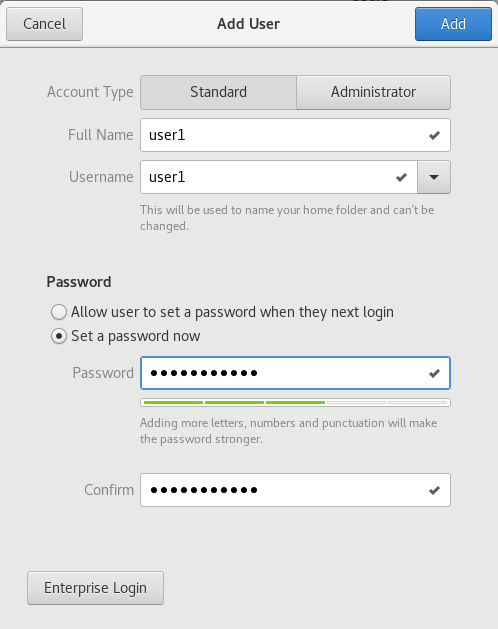 Cancel
Add User
Add
Account Type
Standard
Administrator
Full Name
user1
Username
user1
This will be used to name your home folder and can't be
changed.
Password
Allow user to set a password when they next login
Set a password now
Password
●●●●●●●●●●●
Adding more letters, numbers and punctuation will make
the password stronger.
Confirm
●●●●●●●●●●●
Enterprise Login